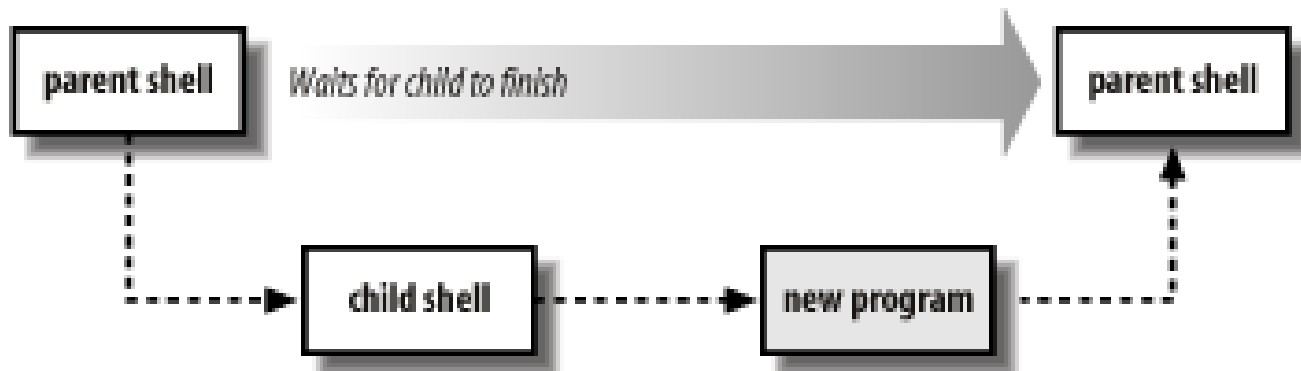 parent shell
Waits for child to finish
parent shell
child shell
new program